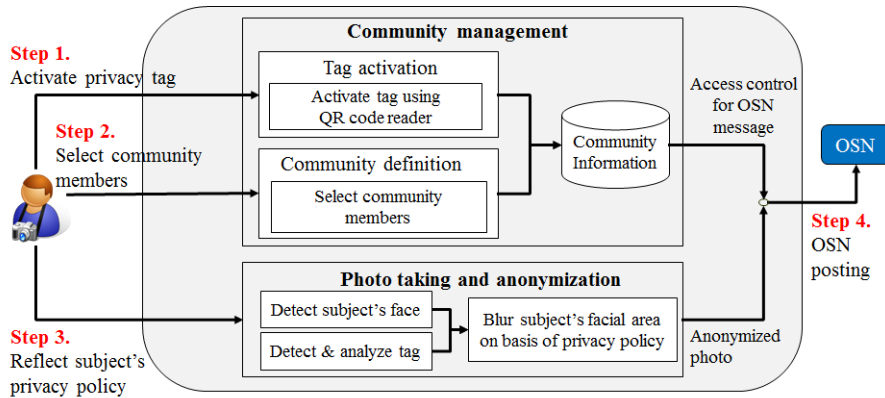 Community management
Step 1.
Activate privacy tag
Tag activation
Activate tag using
QR code reader
Access control
for OSN
message
Step 2.
Select community
members
Community definition
Select community
members
Community
Information
OSN
Step 4.
OSN
posting
Photo taking and anonymization
Detect subject's face
Detect & analyze tag
Blur subject's facial area
on basis of privacy policy
Anonymized
photo
Step 3.
Reflect subject's
privacy policy